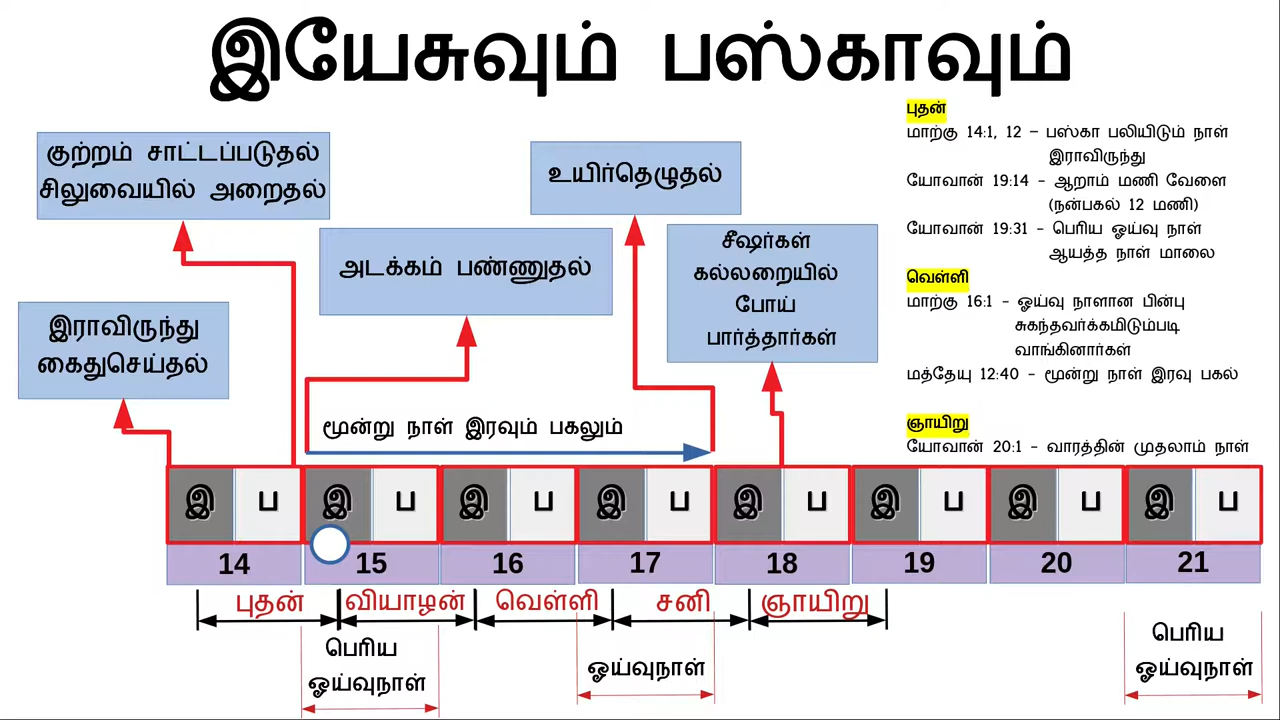 இயேசுவும் பஸ்காவும்
குற்றம் சாட்டப்படுதல்
சிலுவையில் அறைதல்
உயிர்தெழுதல்
அடக்கம் பண்ணுதல்
சீஷர்கள்
கல்லறையில்
போய்
பார்த்தார்கள்
இராவிருந்து
கைதுசெய்தல்
மூன்று நாள் இரவும் பகலும்
புதன்
மாற்கு 14:1, 12 – பஸ்கா பலியிடும் நாள்
இராவிருந்து
யோவான் 19:14 – ஆறாம் மணி வேளை
(நன்பகல் 12 மணி)
யோவான் 19:31 – பெரிய ஓய்வு நாள்
ஆயத்த நாள் மாலை
வெள்ளி
மாற்கு 16:1 – ஓய்வு நாளான பின்பு
சுகந்தவர்க்கமிடும்படி
வாங்கினார்கள்
மத்தேயு 12:40 – மூன்று நாள் இரவு பகல்
ஞாயிறு
யோவான் 20:1 – வாரத்தின் முதலாம் நாள்
இ ப இ ப இ ப இ ப இ ப இ ப இ ப இ ப
14 15 16 17 18 19 20 21
புதன் வியாழன் வெள்ளி சனி ஞாயிறு
பெரிய
ஓய்வுநாள்
ஓய்வுநாள்
பெரிய
ஓய்வுநாள்